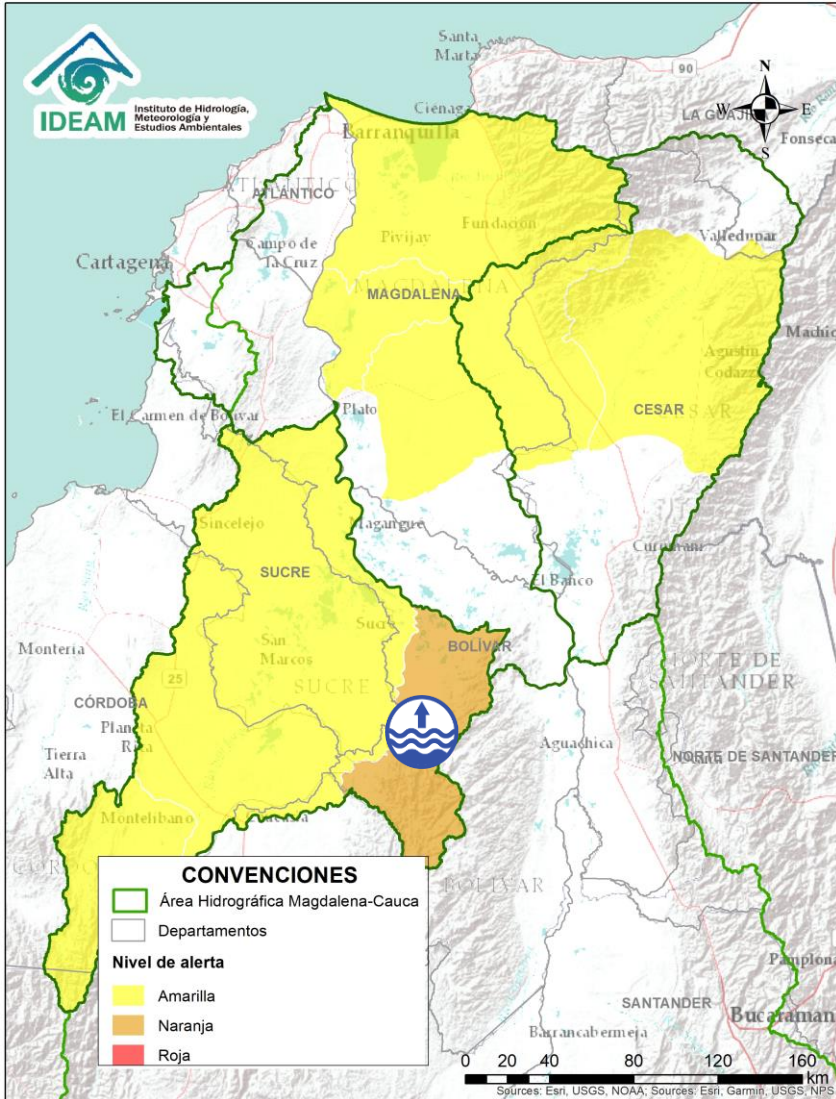 IDEAM
Instituto de Hidrología,
Meteorología y
Estudios Ambientales
Santa
Marta
90
N
W
E
S
Ciénaga
LA GUAJIR
Fonseca
Barranquilla
ATLÁNTICO
Campo de
la Cruz
Pivijay
Fundación
Valledupar
Cartagena
MAGDALENA
Agustín
Codazzi
CESAR
El Carmen de Bolívar
Plato
Sincelejo
Magangué
Curumaní
SUCRE
El Banco
Sucre
San
Marcos
BOLÍVAR
Montería
SUCRE
NORTE DE
SANTANDER
25
CÓRDOBA
Planeta
Rica
Tierra
Alta
Aguachica
NORTE DE SANTANDER
Montelíbano
BOLÍVAR
CONVENCIONES
Área Hidrográfica Magdalena-Cauca
Departamentos
Nivel de alerta
Amarilla
Naranja
Roja
Pamplona
SANTANDER
Bucaraman
Barrancabermeja
0 20 40 80 120 160
km
Sources: Esri, USGS, NOAA; Sources: Esri, Garmin, USGS, NPS